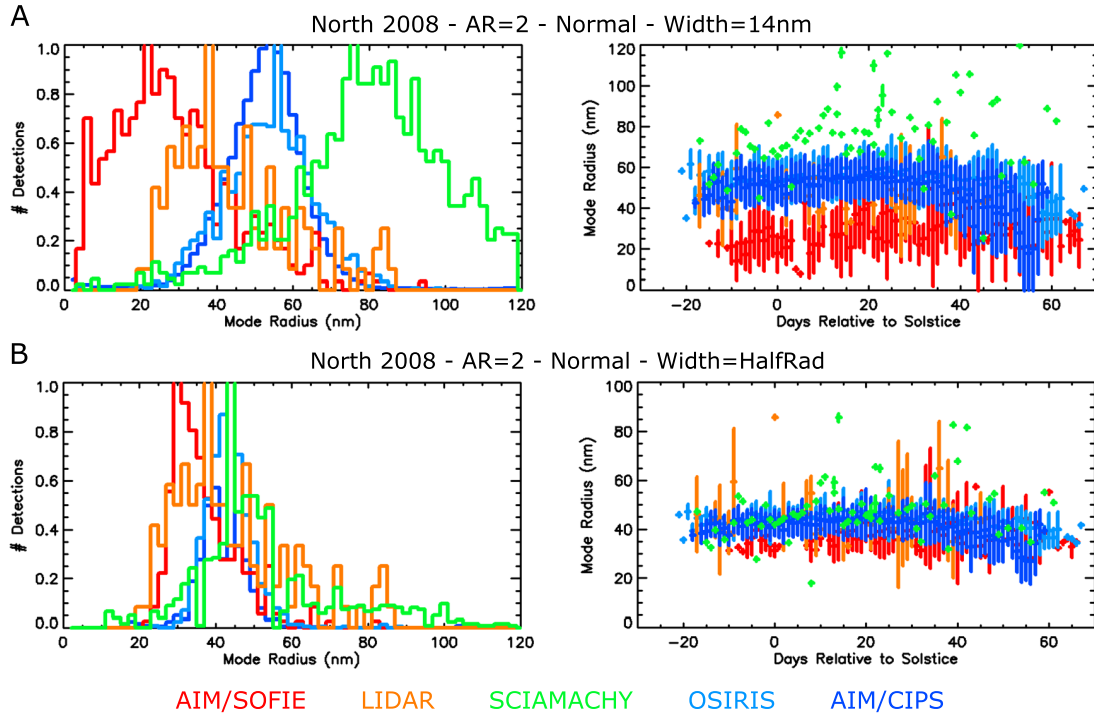 A
North 2008 - AR=2 - Normal - Width=14nm
# Detections
1.0
0.8
0.6
0.4
0.2
0.0
0 20 40 60 80 100 120
Mode Radius (nm)
Mode Radius (nm)
120
100
80
60
40
20
0
−20 0 20 40 60
Days Relative to Solstice
B
North 2008 - AR=2 - Normal - Width=HalfRad
# Detections
1.0
0.8
0.6
0.4
0.2
0.0
0 20 40 60 80 100 120
Mode Radius (nm)
Mode Radius (nm)
100
80
60
40
20
0
−20 0 20 40 60
Days Relative to Solstice
AIM/SOFIE LIDAR SCIAMACHY OSIRIS AIM/CIPS